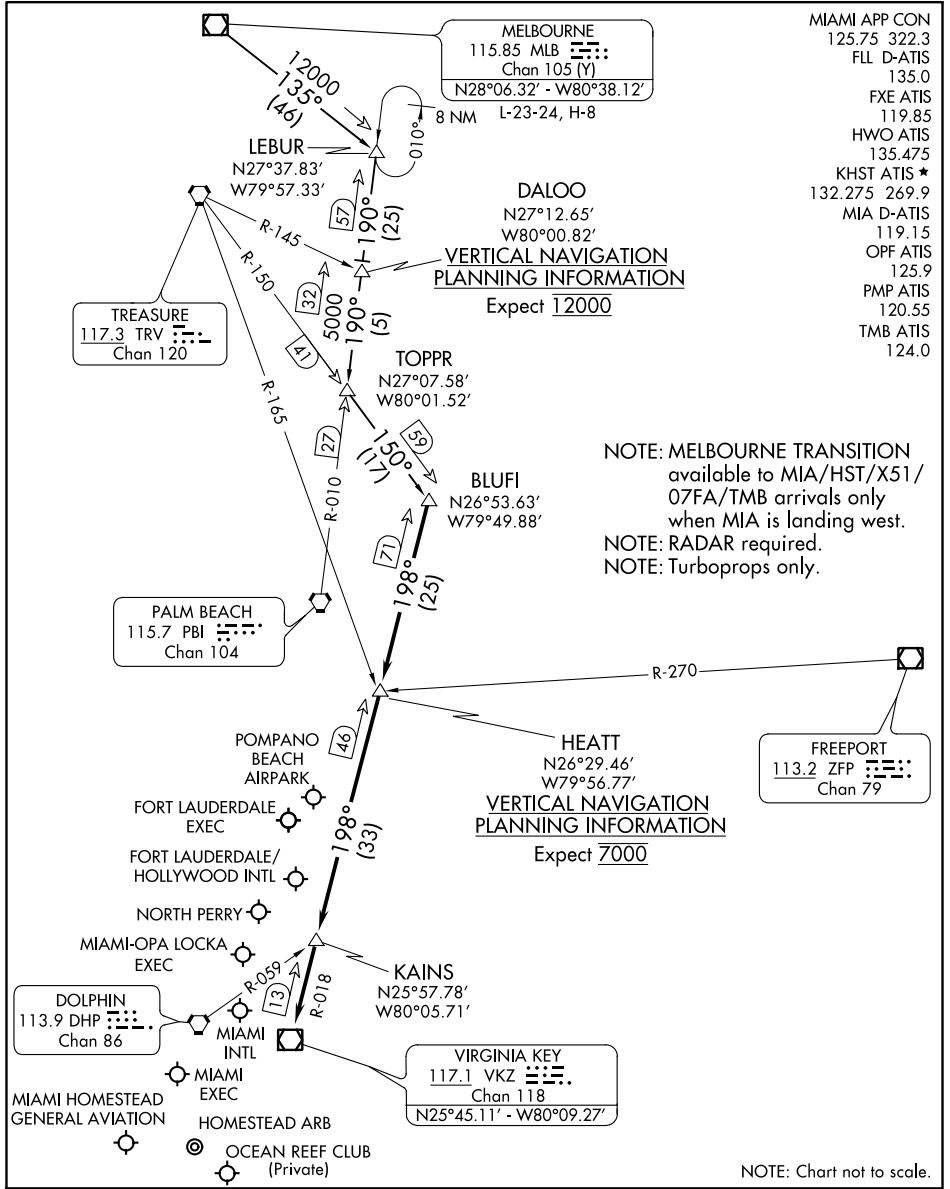 MELBOURNE
115.85 MLB
Chan 105 (Y)
N28°06.32' - W80°38.12'
L-23-24, H-8
MIAMI APP CON
125.75 322.3
FLL D-ATIS
135.0
FXE ATIS
119.85
HWO ATIS
135.475
KHST ATIS ★
132.275 269.9
MIA D-ATIS
119.15
OPF ATIS
125.9
PMP ATIS
120.55
TMB ATIS
124.0
12000
135°
(46)
8 NM
010°
LEBUR
N27°37.83'
W79°57.33'
57
190°
(25)
DALOO
N27°12.65'
W80°00.82'
VERTICAL NAVIGATION
PLANNING INFORMATION
Expect 12000
R-145
R-150
R-165
TREASURE
117.3 TRV
Chan 120
32
5000
190°
(5)
41
TOPPR
N27°07.58'
W80°01.52'
27
R-010
150°
(17)
59
BLUFI
N26°53.63'
W79°49.88'
NOTE: MELBOURNE TRANSITION
available to MIA/HST/X51/
07FA/TMB arrivals only
when MIA is landing west.
NOTE: RADAR required.
NOTE: Turboprops only.
71
198°
(25)
PALM BEACH
115.7 PBI
Chan 104
R-270
FREEPORT
113.2 ZFP
Chan 79
HEATT
N26°29.46'
W79°56.77'
VERTICAL NAVIGATION
PLANNING INFORMATION
Expect 7000
46
198°
(33)
POMPANO
BEACH
AIRPARK
FORT LAUDERDALE
EXEC
FORT LAUDERDALE/
HOLLYWOOD INTL
NORTH PERRY
MIAMI-OPA LOCKA
EXEC
KAINS
N25°57.78'
W80°05.71'
R-059
13
R-018
DOLPHIN
113.9 DHP
Chan 86
MIAMI
INTL
VIRGINIA KEY
117.1 VKZ
Chan 118
N25°45.11' - W80°09.27'
MIAMI
EXEC
MIAMI HOMESTEAD
GENERAL AVIATION
HOMESTEAD ARB
OCEAN REEF CLUB
(Private)
NOTE: Chart not to scale.